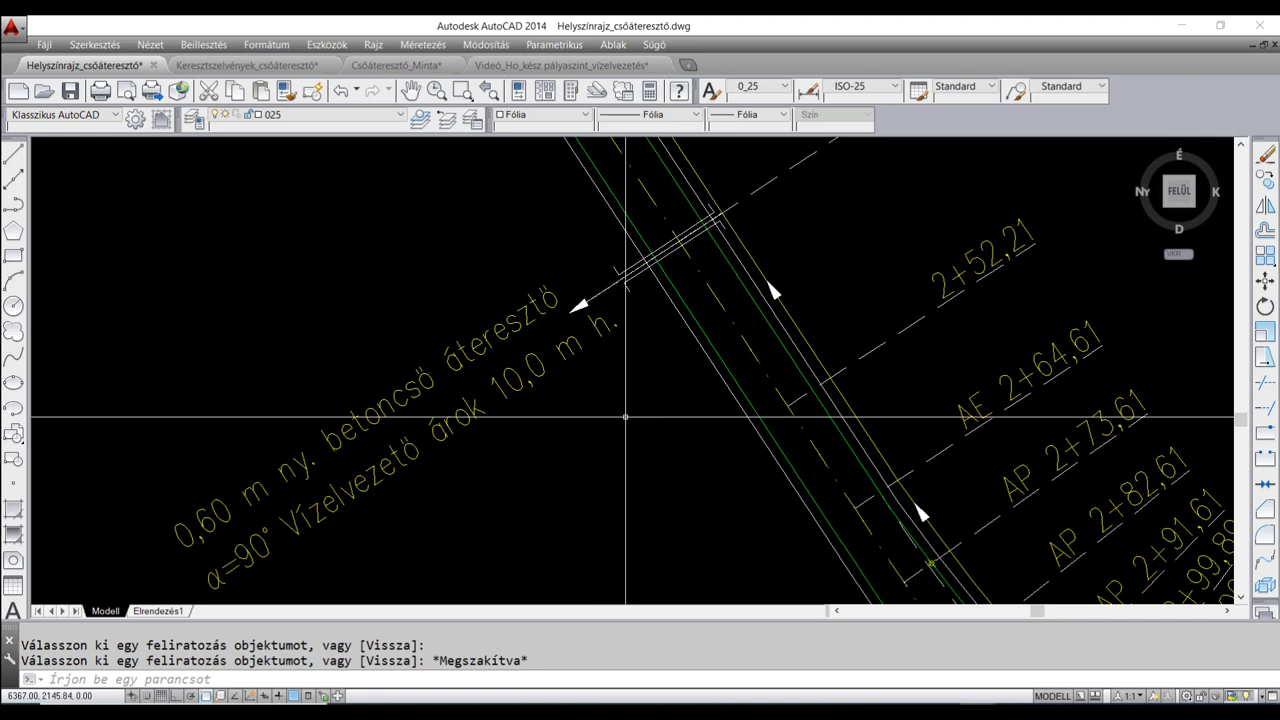 Autodesk AutoCAD 2014 Helyszínrajz_csőáteresztő.dwg
Fájl Szerkesztés Nézet Beillesztés Formátum Eszközök Rajz Méretezés Módosítás Parametrikus Ablak Súgó
Helyszínrajz_csőáteresztő* Keresztszelvények_csőáteresztő* Csőáteresztő_Minta* Videó_Ho_kész pályaszint_vízelvezetés*
0_25 ISO-25 Standard Standard
Klasszikus AutoCAD 025 Fólia Fólia Fólia Szín
É
NY FELÜL K
D
VKR
2+52,21
AE 2+64,61
AP 2+73,61
AP 2+82,61
AP 2+91,61
0,60 m ny. betoncső áteresztő
α=90° Vízelvezető árok 10,0 m h.
Modell Elrendezés1
Válasszon ki egy feliratozás objektumot, vagy [Vissza]:
Válasszon ki egy feliratozás objektumot, vagy [Vissza]: *Megszakítva*
Írjon be egy parancsot
6367.00, 2145.84, 0.00 MODELL 1:1